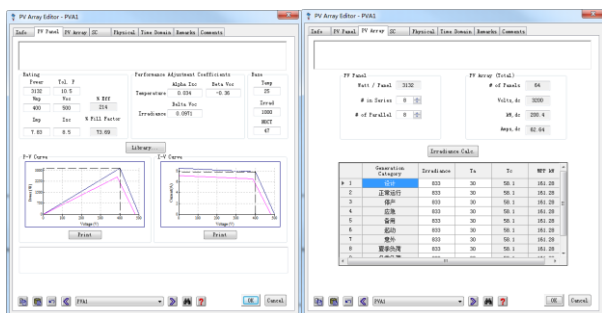 PV Array Editor - PVA1
Info
PV Panel
PV Array
SC
Physical
Time Domain
Remarks
Comments
Rating
Power
Tol. P
3132
10.5
Vmp
Voc
% Eff
400
500
Imp
Isc
% Fill Factor
7.83
8.5
73.69
Performance Adjustment Coefficients
Alpha Isc
Beta Voc
Temperature
0.034
-0.36
Delta Voc
Irradiance
0.0971
Base
Temp
25
Irrad
1000
NOCT
47
Library...
P-V Curve
I-V Curve
Voltage (V)
Voltage (V)
Print
Print
PVA1
OK
Cancel
PV Array Editor - PVA1
Info
PV Panel
PV Array
SC
Physical
Time Domain
Remarks
Comments
PV Panel
Watt / Panel
3132
# in Series
8
# of Parallel
8
PV Array (Total)
# of Panels
64
Volts, dc
3200
kW, dc
200.4
Amps, dc
62.64
Irradiance Calc.
Generation Category
Irradiance
Ta
Tc
MPP kW
1 设计 833 30 58.1 181.28
2 正常运行 833 30 58.1 181.28
3 停产 833 30 58.1 181.28
4 应急 833 30 58.1 181.28
5 备用 833 30 58.1 181.28
6 起动 833 30 58.1 181.28
7 意外 833 30 58.1 181.28
8 夏季负荷 833 30 58.1 181.28
PVA1
OK
Cancel